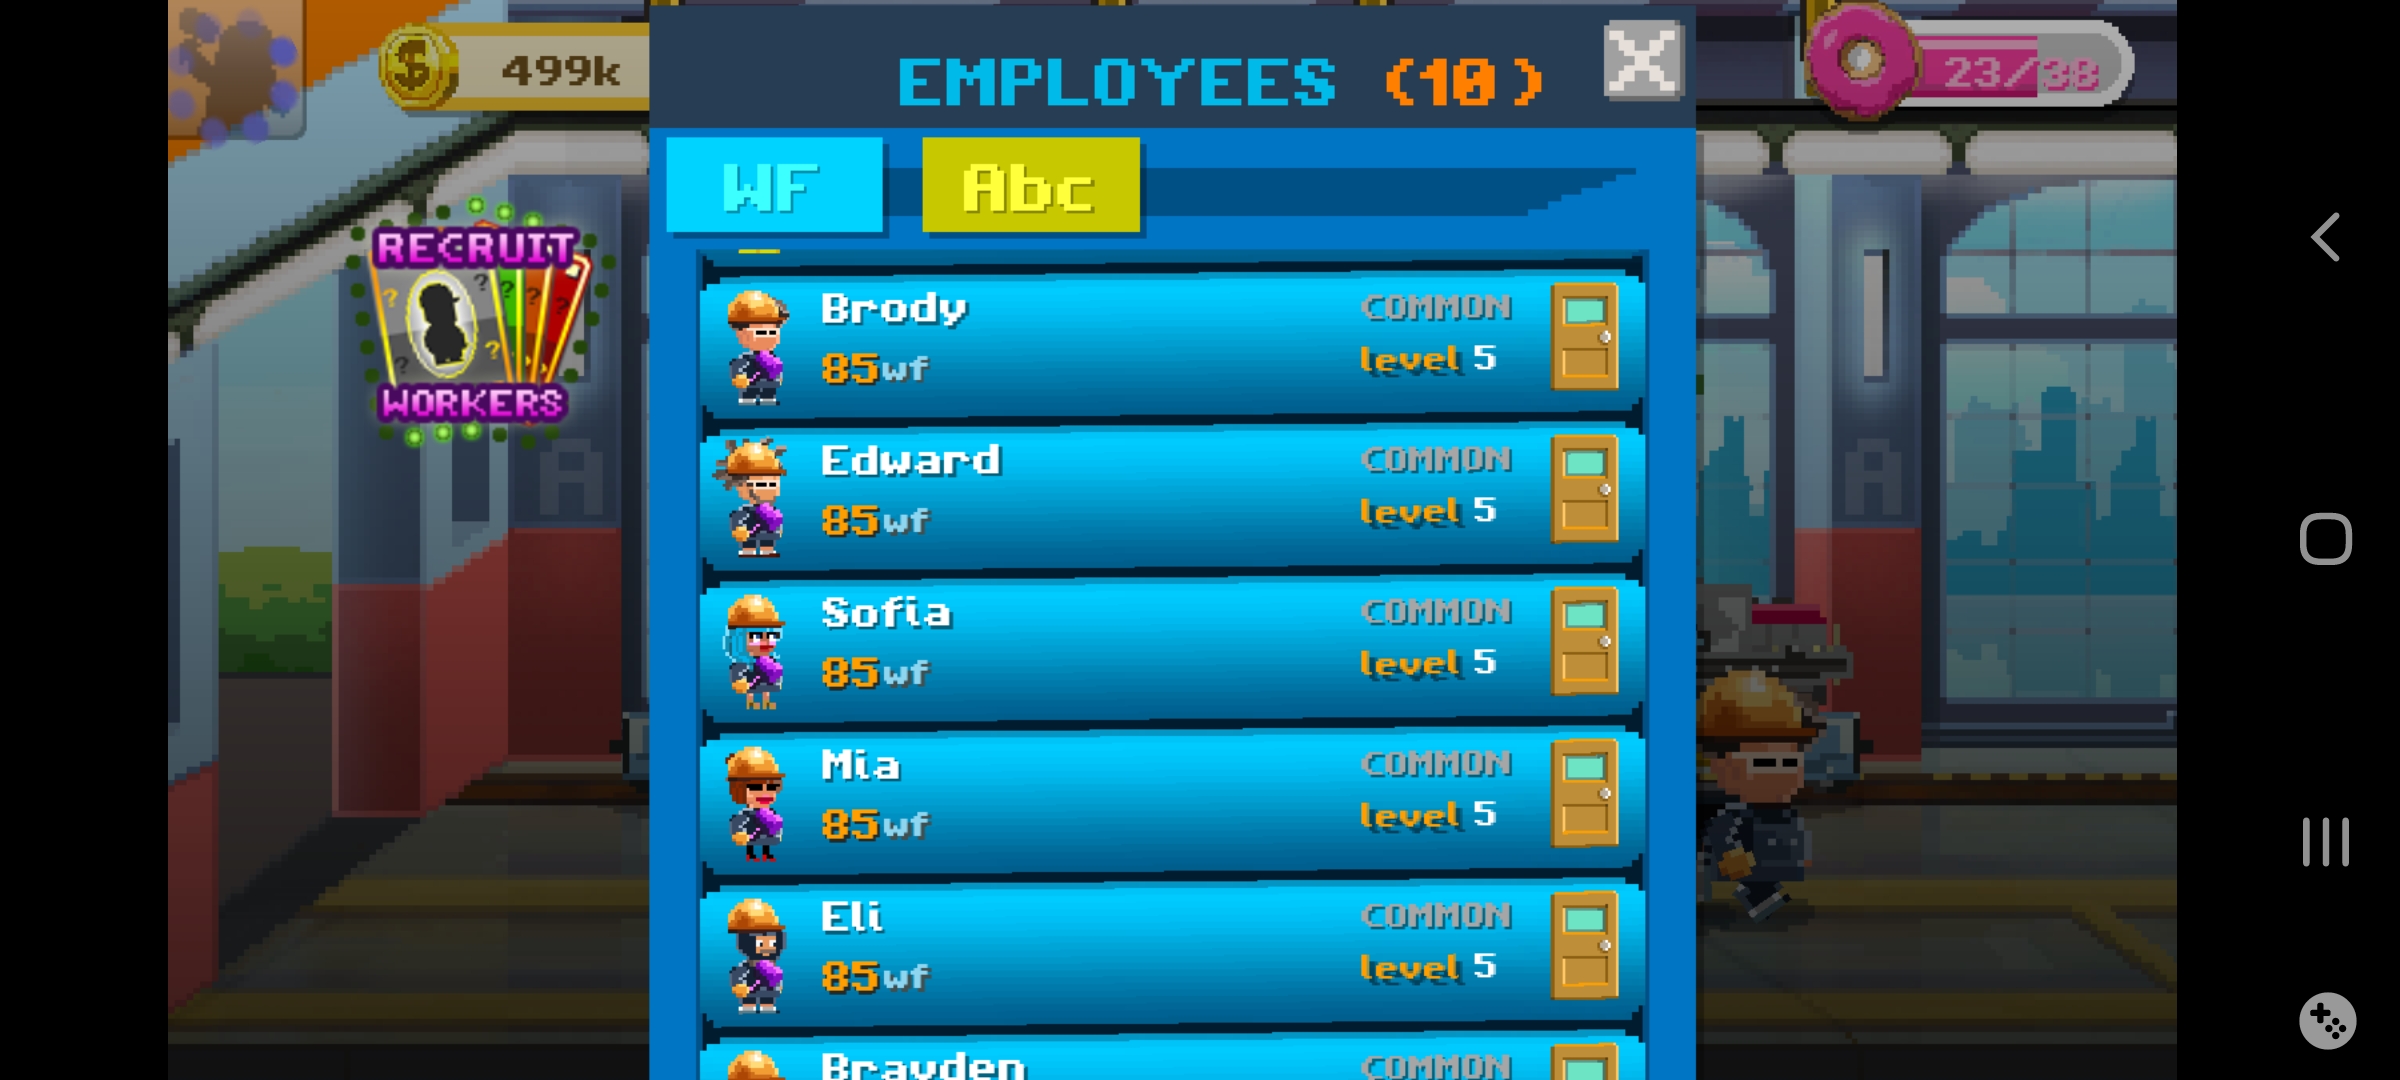 499k
EMPLOYEES (10)
23/38
WF
Abc
RECRUIT
WORKERS
Brody
COMMON
85wf
level 5
Edward
COMMON
85wf
level 5
Sofia
COMMON
85wf
level 5
Mia
COMMON
85wf
level 5
Eli
COMMON
85wf
level 5
Brayden
COMMON